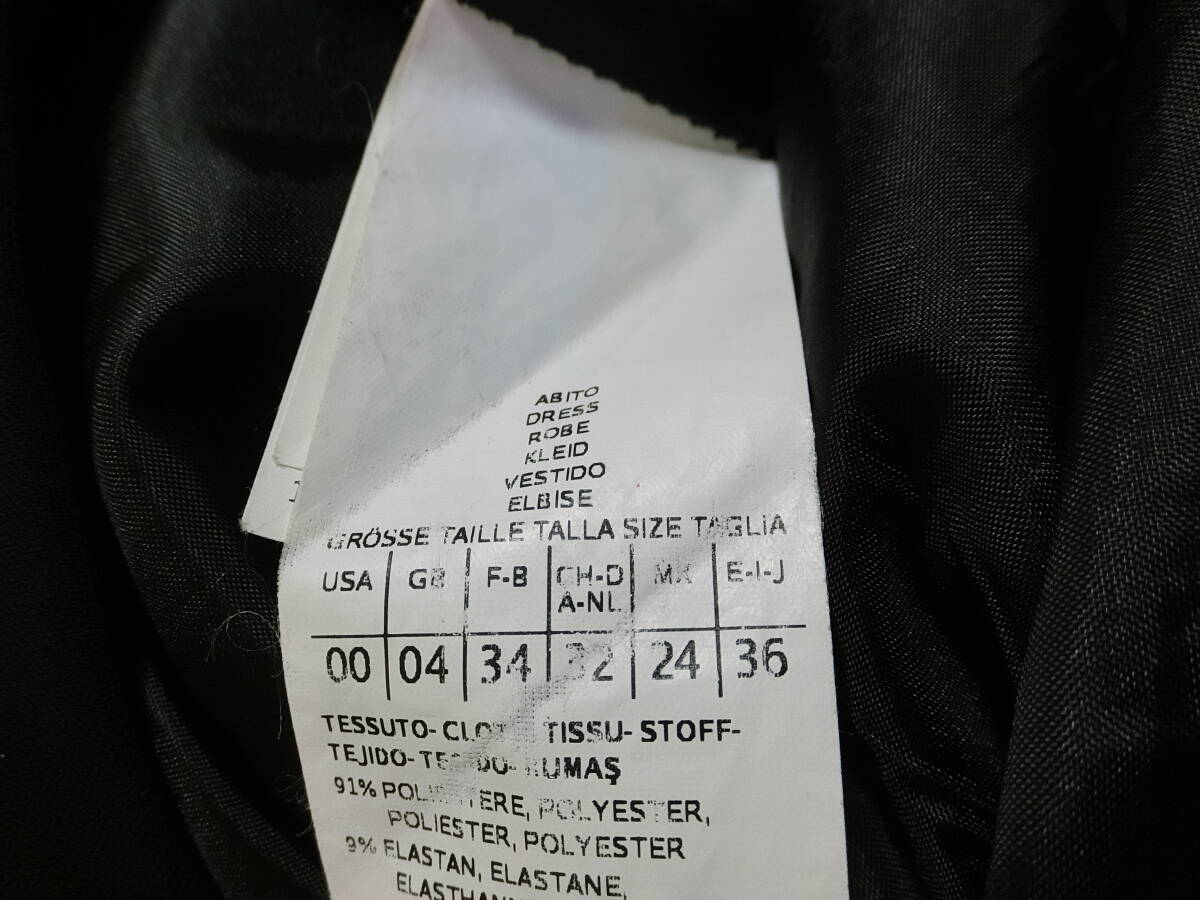 ABITO
DRESS
ROBE
KLEID
VESTIDO
ELBISE
GRÖSSE TAILLE TALLA SIZE TAGLIA
USA GB F-B CH-D A-NL MX E-I-J
00 04 34 32 24 36
TESSUTO- TISSU- STOFF-
TEJIDO- KUMAŞ
91% POLIESTERE, POLYESTER,
POLIESTER, POLYESTER
9% ELASTAN, ELASTANE,